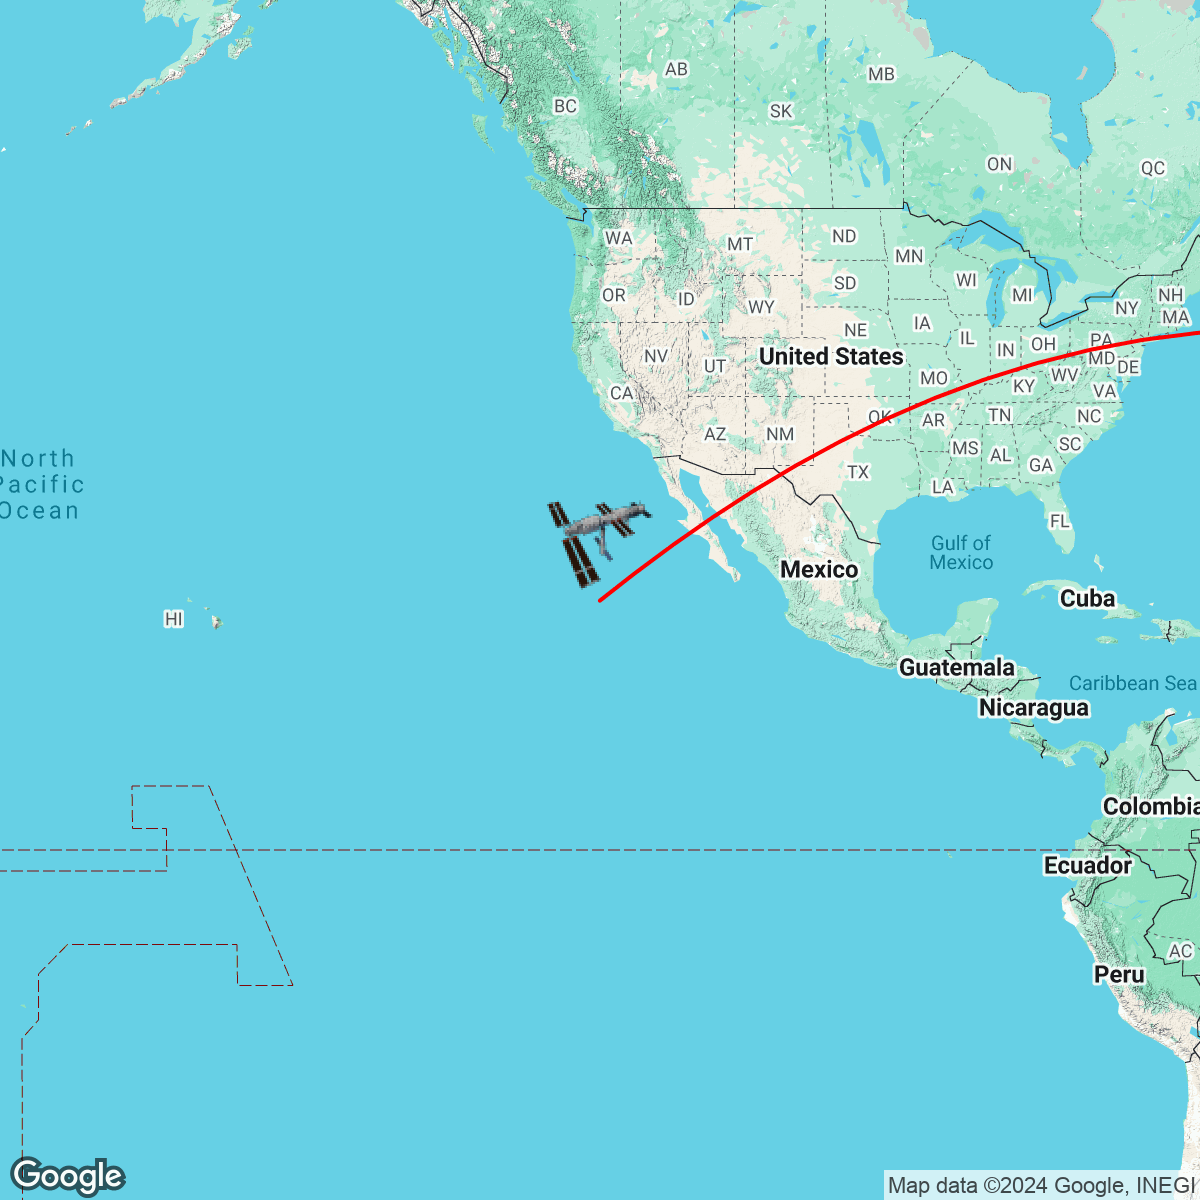 AB
MB
BC
SK
ON
QC
WA
MT
ND
MN
OR
ID
WY
SD
WI
MI
NY
NH
MA
NV
UT
NE
IA
IL
IN
OH
PA
United States
MD
DE
CA
MO
KY
WV
VA
AZ
NM
OK
AR
TN
NC
TX
MS
AL
SC
GA
LA
FL
North
Pacific
Ocean
Gulf of
Mexico
Mexico
Cuba
HI
Guatemala
Caribbean Sea
Nicaragua
Colombia
Ecuador
AC
Peru
Google
Map data ©2024 Google, INEGI